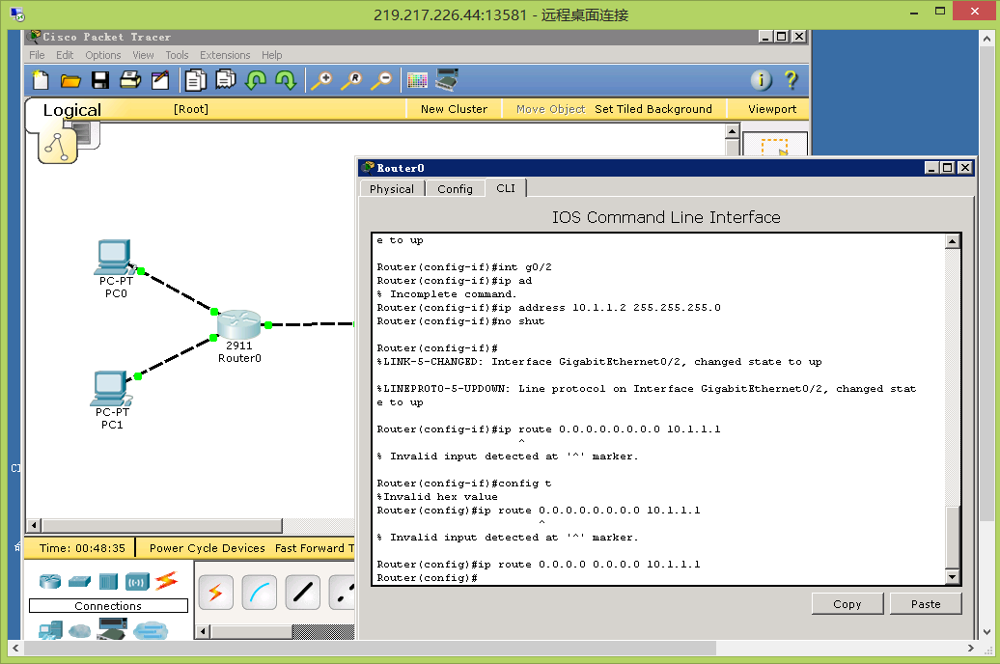 219.217.226.44:13581 - 远程桌面连接
Cisco Packet Tracer
File Edit Options View Tools Extensions Help
Logical [Root] New Cluster Move Object Set Tiled Background Viewport
Router0
Physical Config CLI
IOS Command Line Interface
e to up
Router(config-if)#int g0/2
Router(config-if)#ip ad
% Incomplete command.
Router(config-if)#ip address 10.1.1.2 255.255.255.0
Router(config-if)#no shut
Router(config-if)#
%LINK-5-CHANGED: Interface GigabitEthernet0/2, changed state to up
%LINEPROTO-5-UPDOWN: Line protocol on Interface GigabitEthernet0/2, changed stat
e to up
Router(config-if)#ip route 0.0.0.0.0.0.0.0 10.1.1.1
^
% Invalid input detected at '^' marker.
Router(config-if)#config t
%Invalid hex value
Router(config)#ip route 0.0.0.0.0.0.0.0 10.1.1.1
^
% Invalid input detected at '^' marker.
Router(config)#ip route 0.0.0.0 0.0.0.0 10.1.1.1
Router(config)#
Copy Paste
PC-PT
PC0
2911
Router0
PC-PT
PC1
Time: 00:48:35 Power Cycle Devices Fast Forward T
Connections